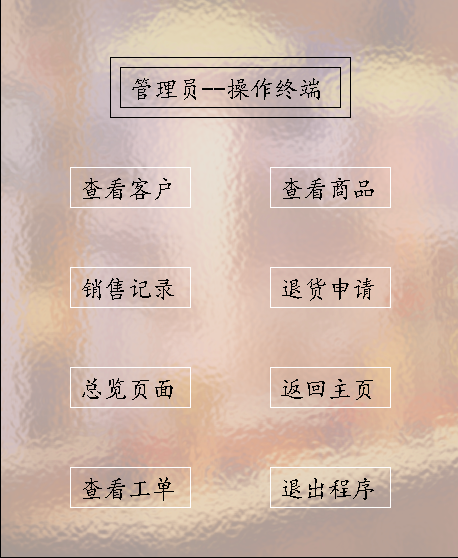 管理员--操作终端
查看客户
查看商品
销售记录
退货申请
总览页面
返回主页
查看工单
退出程序